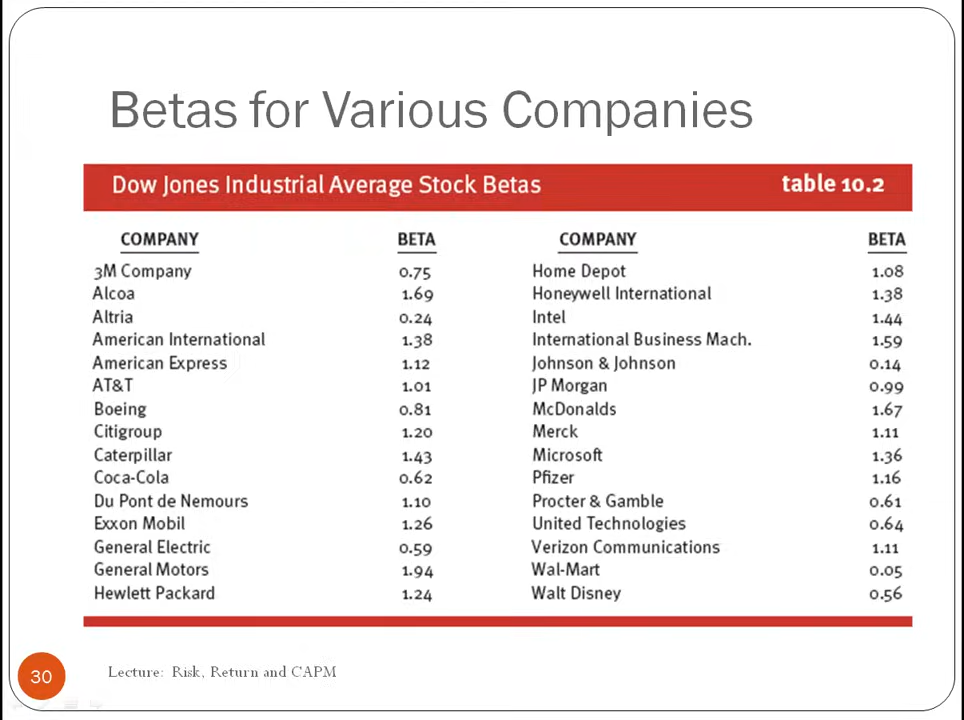 Betas for Various Companies
Dow Jones Industrial Average Stock Betas table 10.2
COMPANY BETA COMPANY BETA
3M Company 0.75 Home Depot 1.08
Alcoa 1.69 Honeywell International 1.38
Altria 0.24 Intel 1.44
American International 1.38 International Business Mach. 1.59
American Express 1.12 Johnson & Johnson 0.14
AT&T 1.01 JP Morgan 0.99
Boeing 0.81 McDonalds 1.67
Citigroup 1.20 Merck 1.11
Caterpillar 1.43 Microsoft 1.36
Coca-Cola 0.62 Pfizer 1.16
Du Pont de Nemours 1.10 Procter & Gamble 0.61
Exxon Mobil 1.26 United Technologies 0.64
General Electric 0.59 Verizon Communications 1.11
General Motors 1.94 Wal-Mart 0.05
Hewlett Packard 1.24 Walt Disney 0.56
30 Lecture: Risk, Return and CAPM